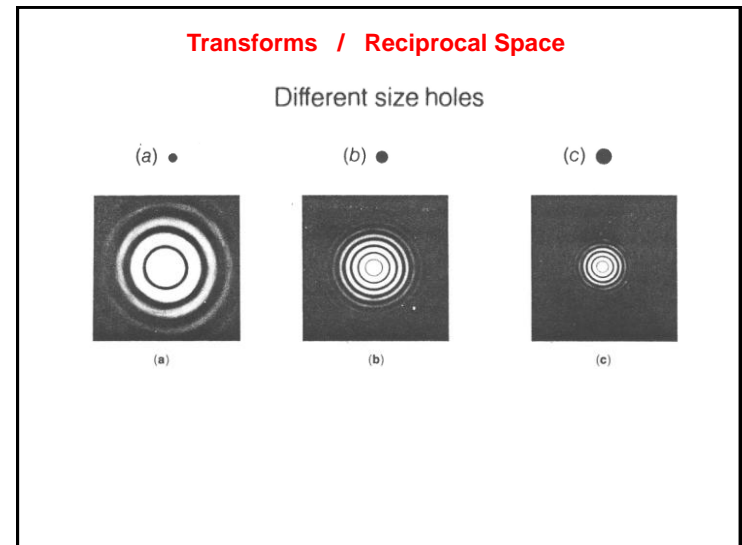 Transforms / Reciprocal Space
Different size holes
(a) (b) (c)
(a) (b) (c)